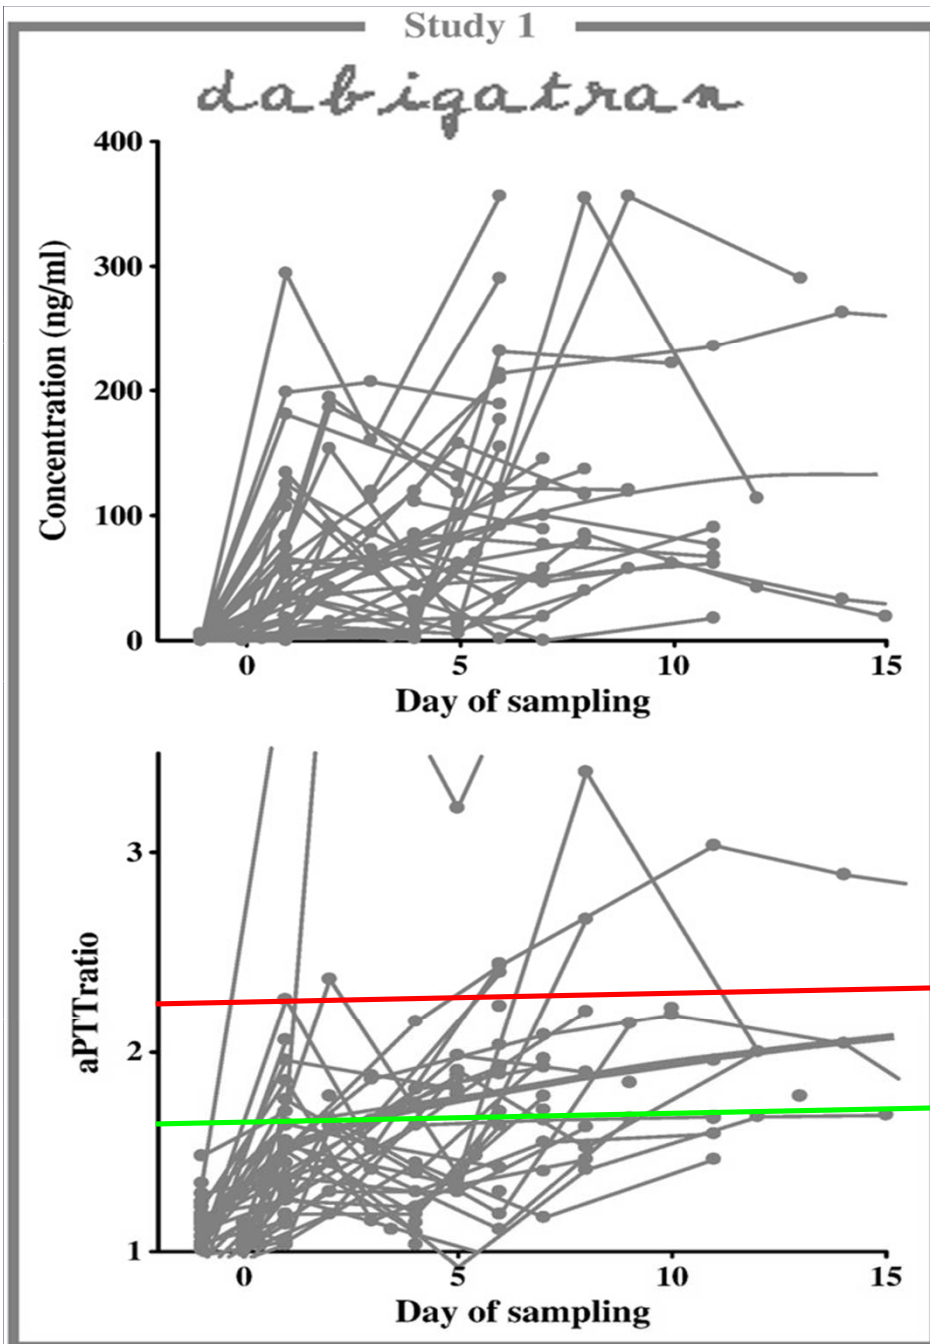 Study 1
dabigatran
400
300
200
100
0
Concentration (ng/ml)
0 5 10 15
Day of sampling
3
2
1
aPTTratio
0 5 10 15
Day of sampling